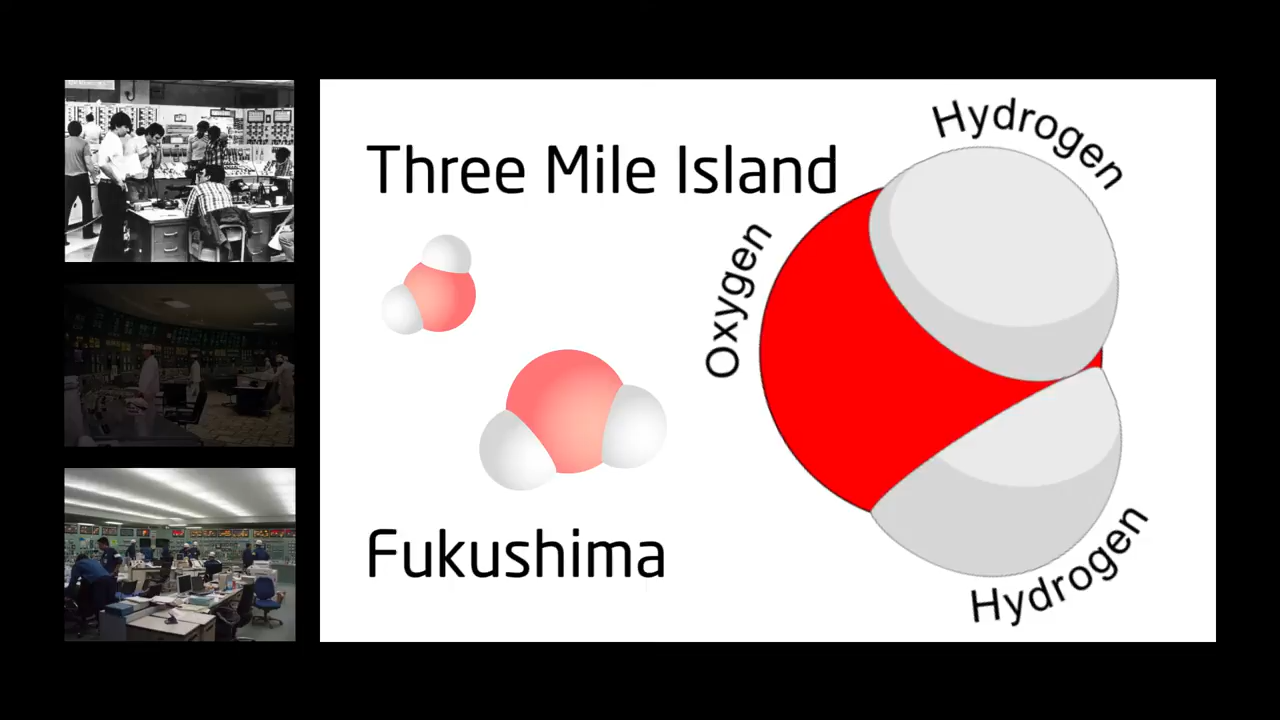 Three Mile Island
Hydrogen
Oxygen
Fukushima
Hydrogen